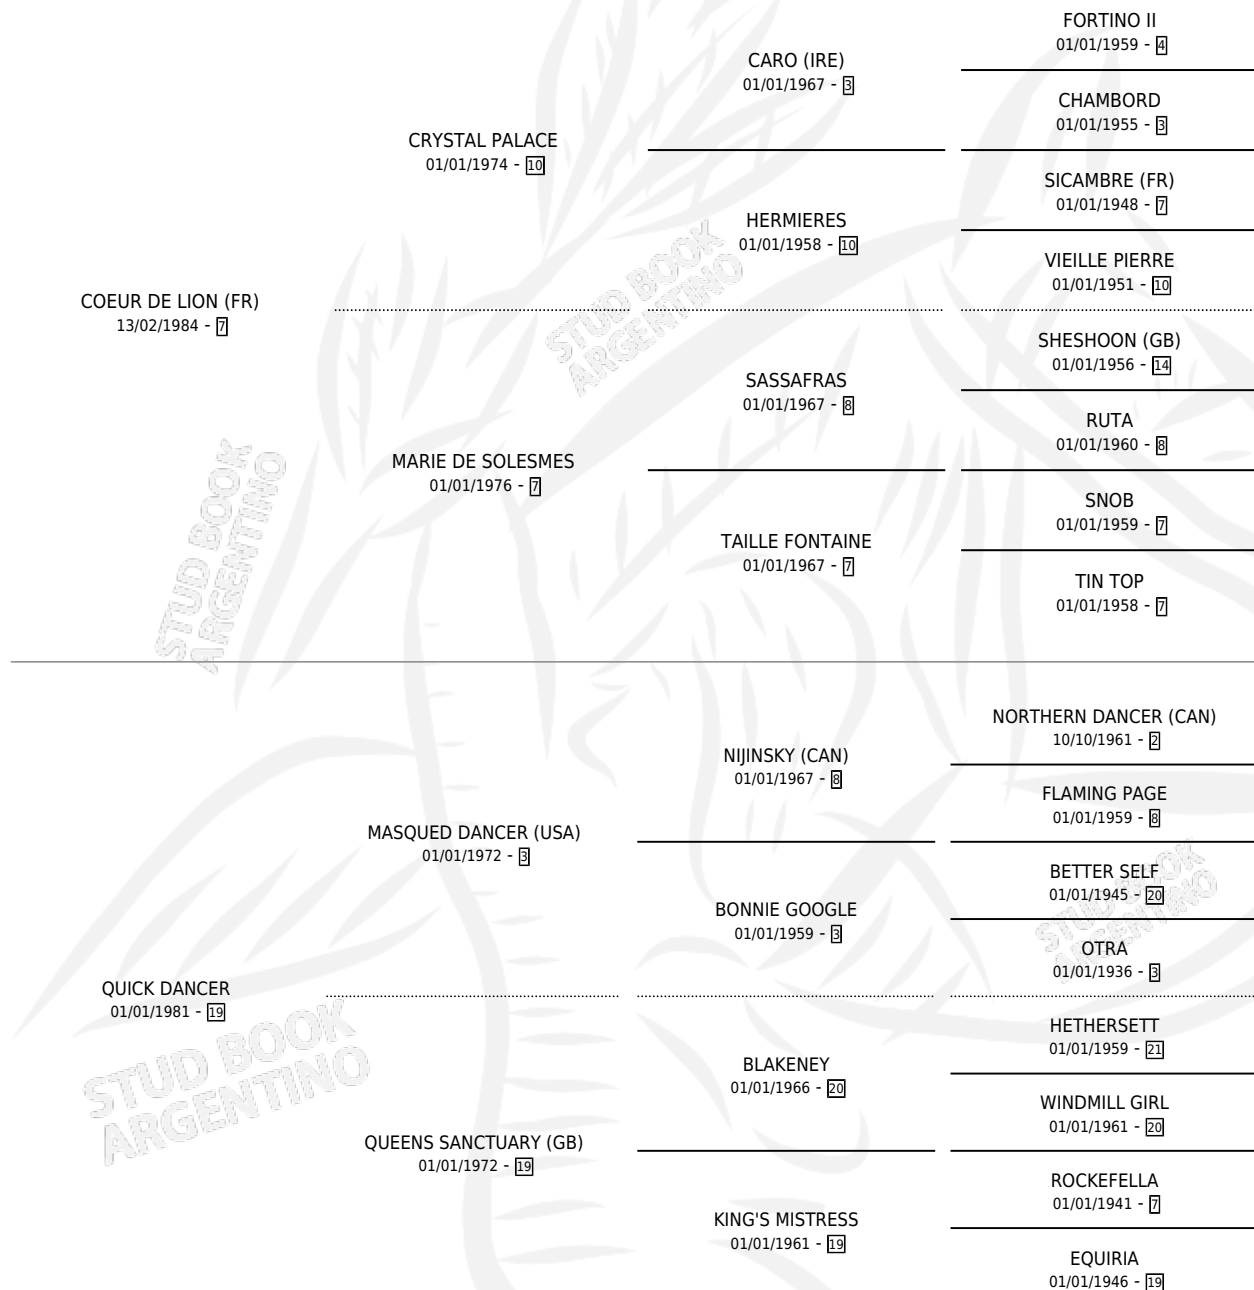 FORTINO II
01/01/1959 - 4
CARO (IRE)
01/01/1967 - 3
CHAMBORD
01/01/1955 - 3
CRYSTAL PALACE
01/01/1974 - 10
SICAMBRE (FR)
01/01/1948 - 7
HERMIERES
01/01/1958 - 10
VIEILLE PIERRE
01/01/1951 - 10
COEUR DE LION (FR)
13/02/1984 - 7
SHESHOON (GB)
01/01/1956 - 14
SASSAFRAS
01/01/1967 - 8
RUTA
01/01/1960 - 8
MARIE DE SOLESMES
01/01/1976 - 7
SNOB
01/01/1959 - 7
TAILLE FONTAINE
01/01/1967 - 7
TIN TOP
01/01/1958 - 7
NORTHERN DANCER (CAN)
10/10/1961 - 2
NIJINSKY (CAN)
01/01/1967 - 8
FLAMING PAGE
01/01/1959 - 8
MASQUED DANCER (USA)
01/01/1972 - 3
BETTER SELF
01/01/1945 - 20
BONNIE GOOGLE
01/01/1959 - 3
OTRA
01/01/1936 - 3
QUICK DANCER
01/01/1981 - 19
HETHERSETT
01/01/1959 - 21
BLAKENEY
01/01/1966 - 20
WINDMILL GIRL
01/01/1961 - 20
QUEENS SANCTUARY (GB)
01/01/1972 - 19
ROCKEFELLA
01/01/1941 - 7
KING'S MISTRESS
01/01/1961 - 19
EQUIRIA
01/01/1946 - 19
STUD BOOK
ARGENTINO
STUD BOOK
ARGENTINO
STUD BOOK
ARGENTINO
STUD BOOK
ARGENTINO